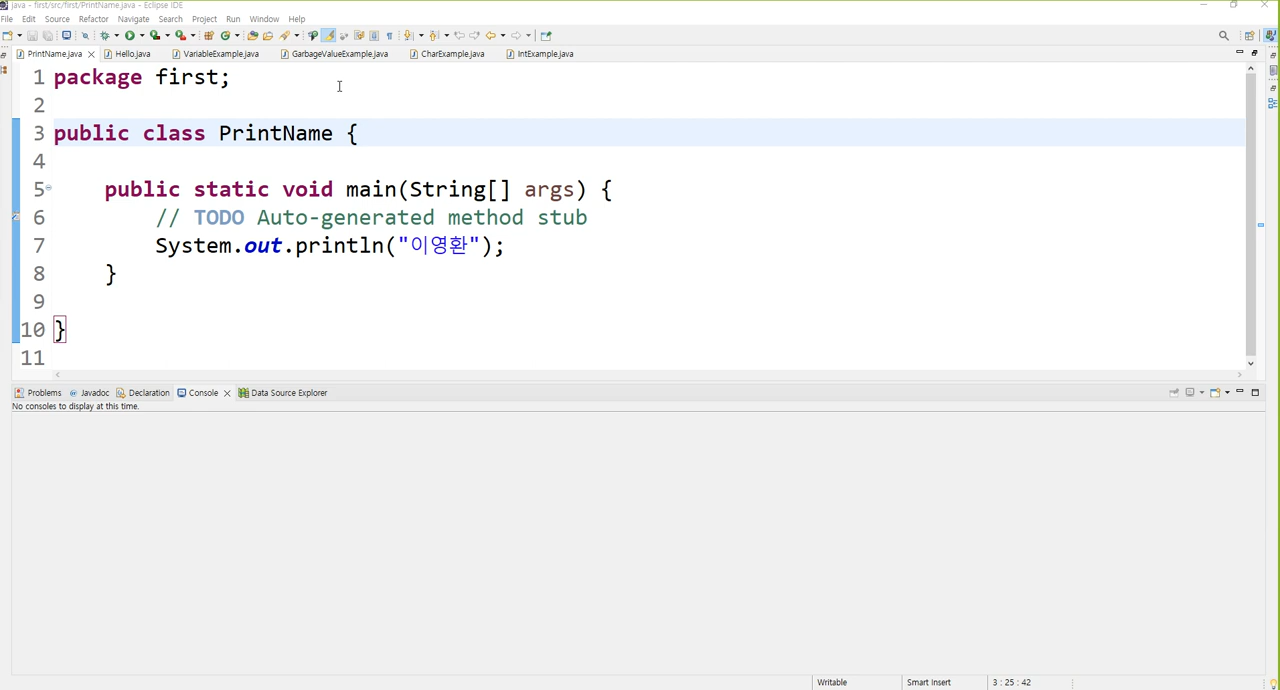 java - first/src/first/PrintName.java - Eclipse IDE
File Edit Source Refactor Navigate Search Project Run Window Help
PrintName.java Hello.java VariableExample.java GarbageValueExample.java CharExample.java IntExample.java
1 package first;
2
3 public class PrintName {
4
5 public static void main(String[] args) {
6 // TODO Auto-generated method stub
7 System.out.println("이영환");
8 }
9
10 }
11
Problems Javadoc Declaration Console Data Source Explorer
No consoles to display at this time.
Writable Smart Insert 3 : 25 : 42